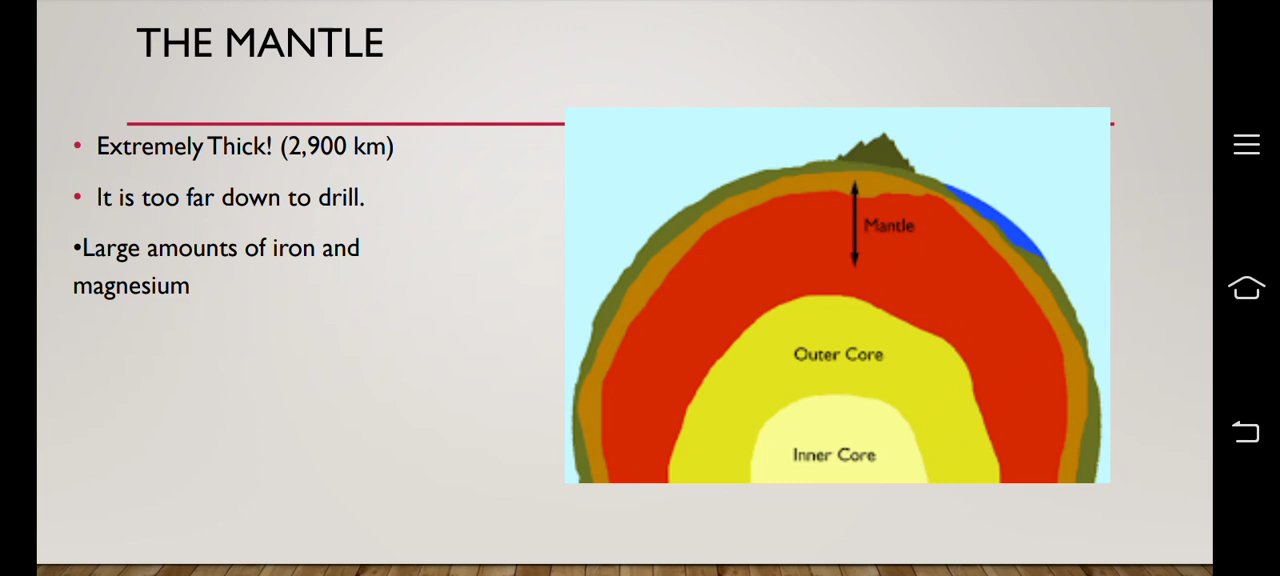 THE MANTLE
• Extremely Thick! (2,900 km)
• It is too far down to drill.
•Large amounts of iron and
magnesium
Mantle
Outer Core
Inner Core